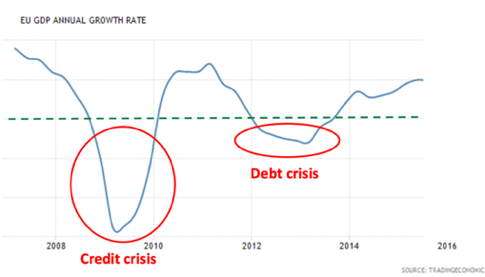 EU GDP ANNUAL GROWTH RATE
Debt crisis
2008 2010 2012 2014 2016
Credit crisis
SOURCE: TRADINGECONOMIC